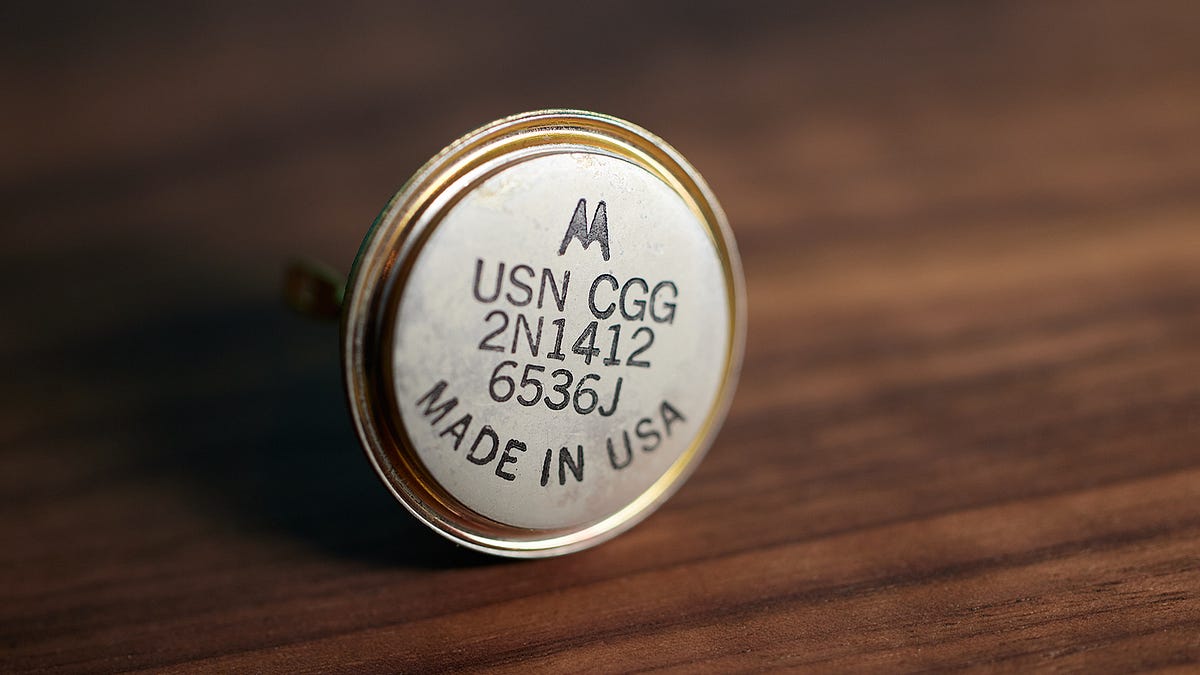 USN CGG
2N1412
6536J
MADE IN USA